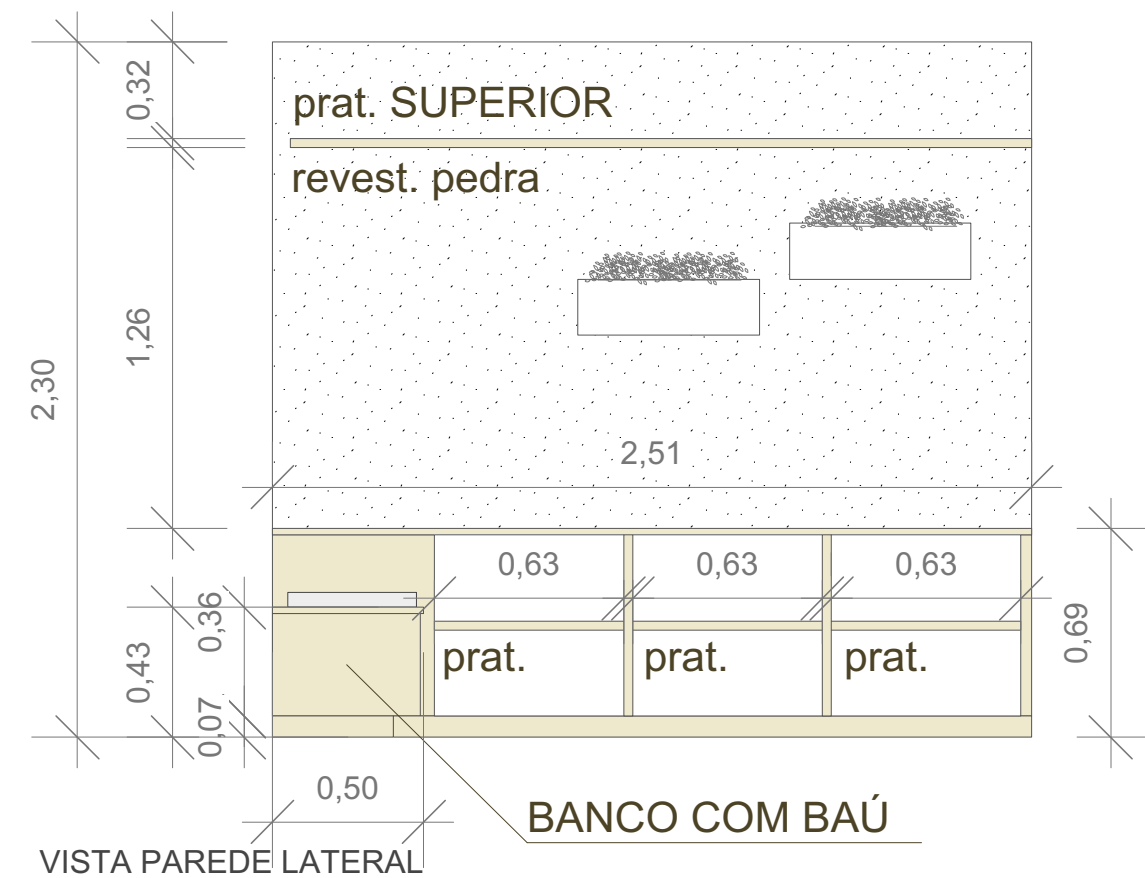 0,32
prat. SUPERIOR
revest. pedra
1,26
2,30
2,51
0,63 0,63 0,63
0,36
0,69
0,43
prat. prat. prat.
0,07
0,50
BANCO COM BAÚ
VISTA PAREDE LATERAL